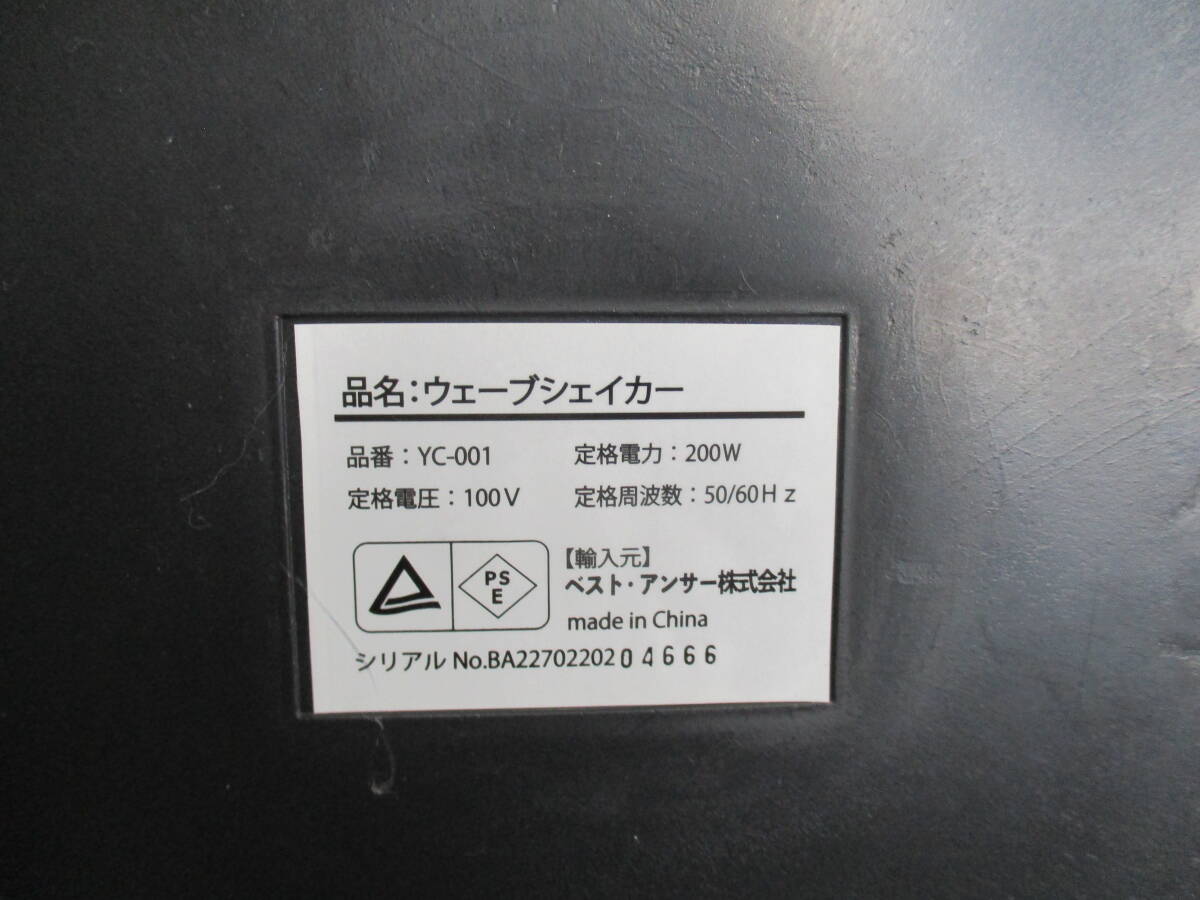 品名：ウェーブシェイカー
品番：YC-001 定格電力：200W
定格電圧：100V 定格周波数：50/60Hz
PS
E
【輸入元】
ベスト・アンサー株式会社
made in China
シリアル No.BA2270220204666